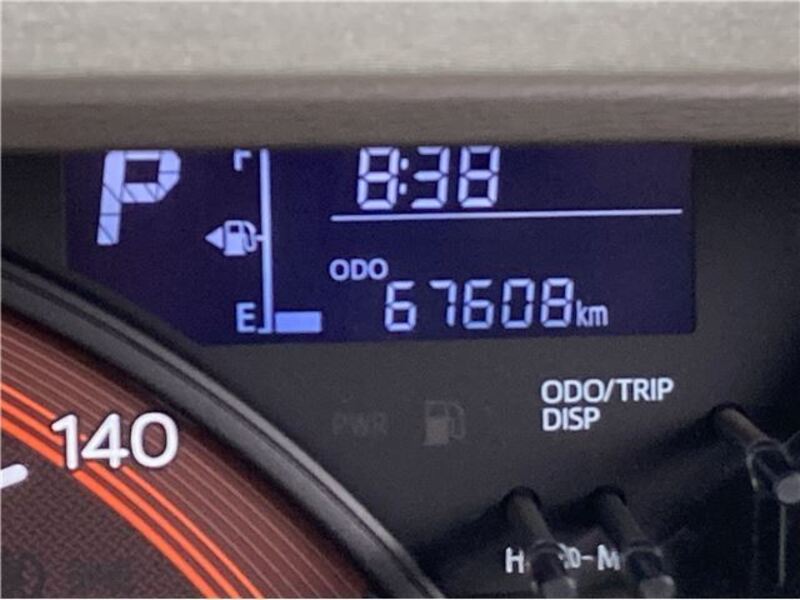 P
8:38
ODO
67608km
E
ODO/TRIP
DISP
PWR
140